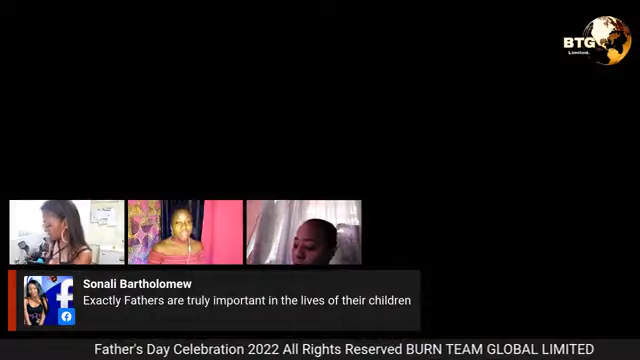 BTG
Limited.
Sonali Bartholomew
Exactly Fathers are truly important in the lives of their children
Father's Day Celebration 2022 All Rights Reserved BURN TEAM GLOBAL LIMITED